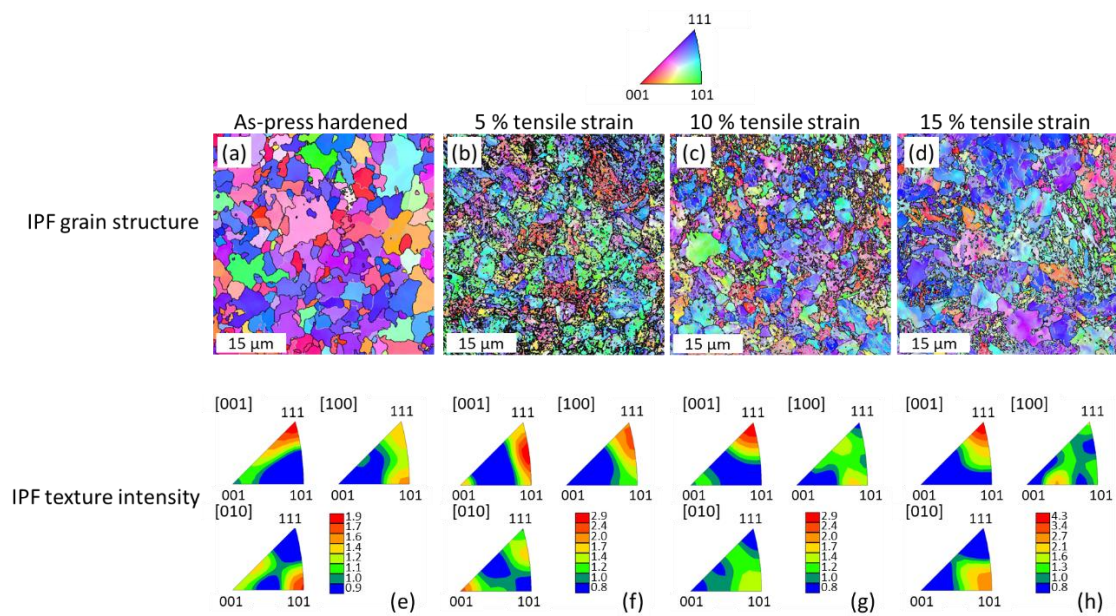 111
001 101
As-press hardened 5 % tensile strain 10 % tensile strain 15 % tensile strain
(a) (b) (c) (d)
IPF grain structure
15 µm 15 µm 15 µm 15 µm
[001] 111 [100] 111 [001] 111 [100] 111 [001] 111 [100] 111 [001] 111 [100] 111
IPF texture intensity
001 101 001 101 001 101 001 101 001 101 001 101 001 101 001 101
[010] 111 [010] 111 [010] 111 [010] 111
1.9 2.9 2.9 4.3
1.7 2.4 2.4 3.4
1.6 2.0 2.0 2.7
1.4 1.7 1.7 2.1
1.2 1.4 1.4 1.6
1.1 1.2 1.2 1.3
1.0 1.0 1.0 1.0
0.9 0.8 0.8 0.8
001 101 (e) 001 101 (f) 001 101 (g) 001 101 (h)